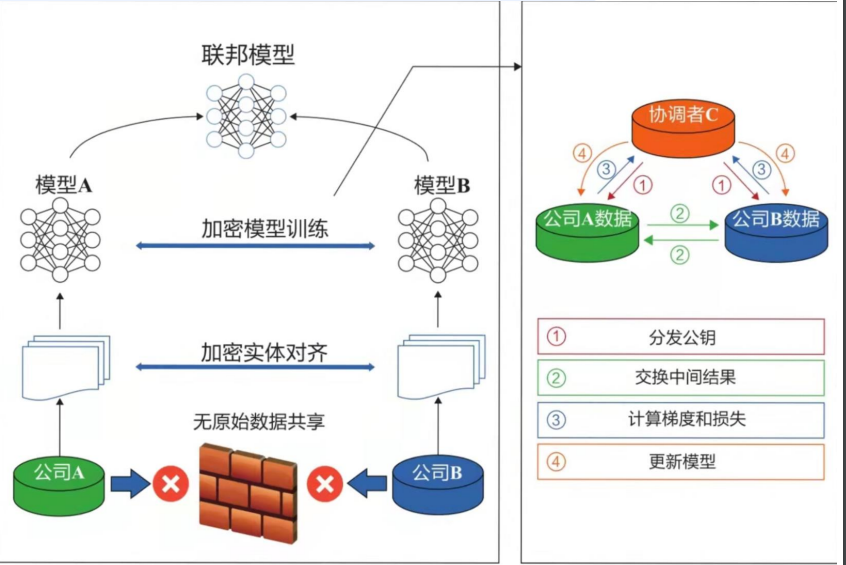 联邦模型
模型A
模型B
加密模型训练
加密实体对齐
无原始数据共享
公司A
公司B
协调者C
④
③
①
①
③
④
公司A数据
②
②
公司B数据
① 分发公钥
② 交换中间结果
③ 计算梯度和损失
④ 更新模型